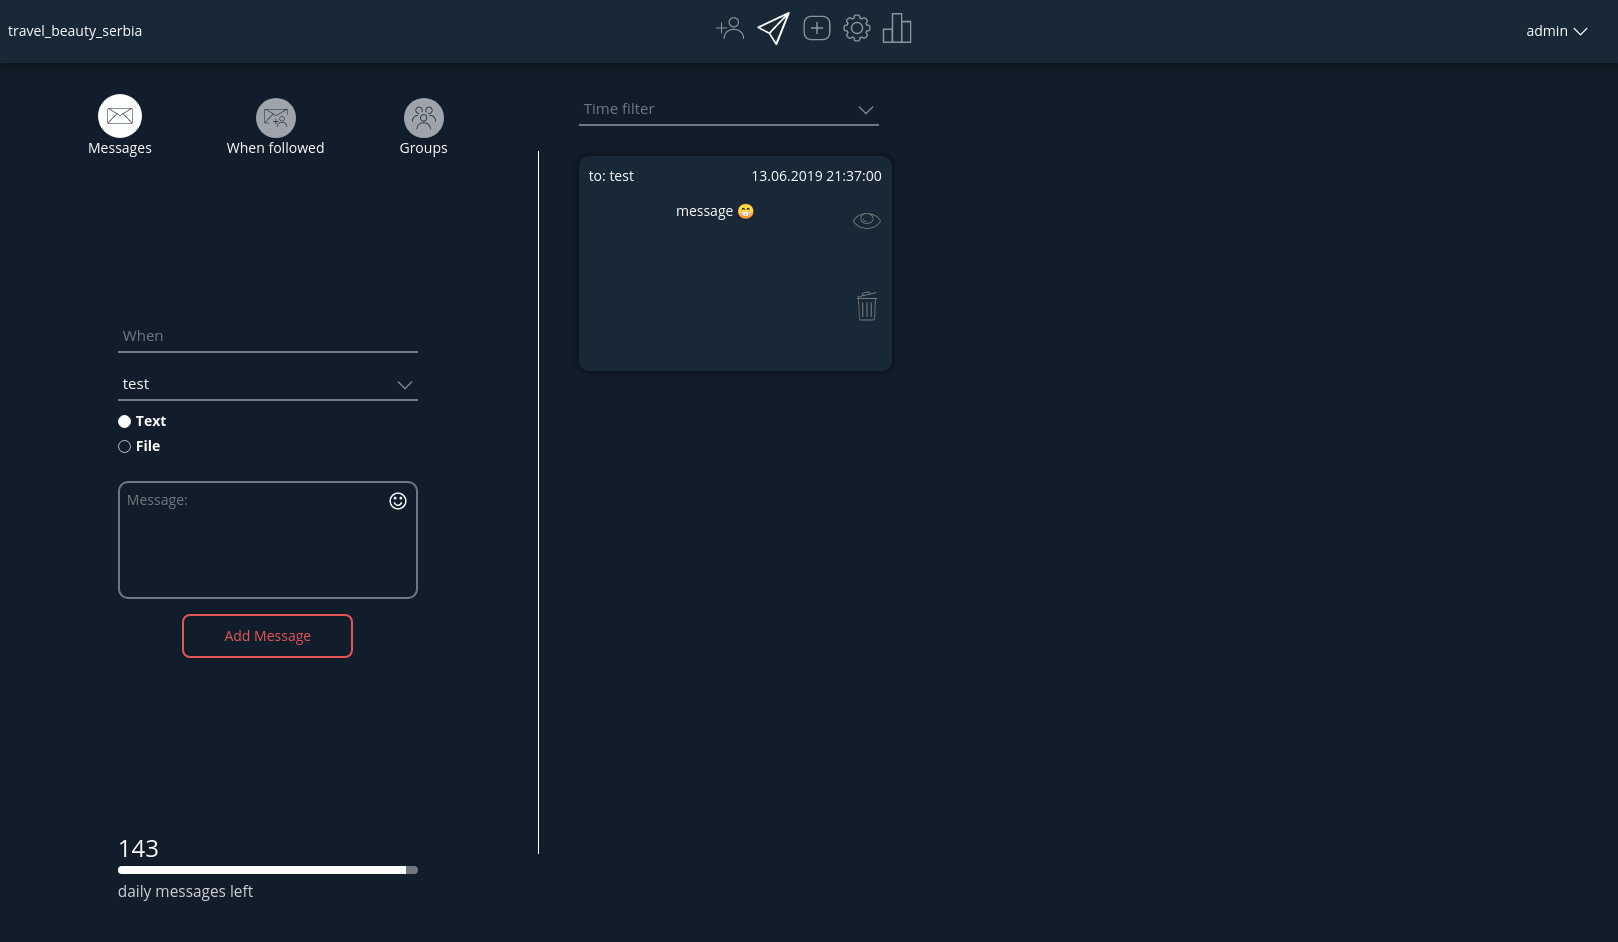 travel_beauty_serbia
admin
Messages
When followed
Groups
Time filter
to: test 13.06.2019 21:37:00
message 😁
When
test
Text
File
Message:
Add Message
143
daily messages left